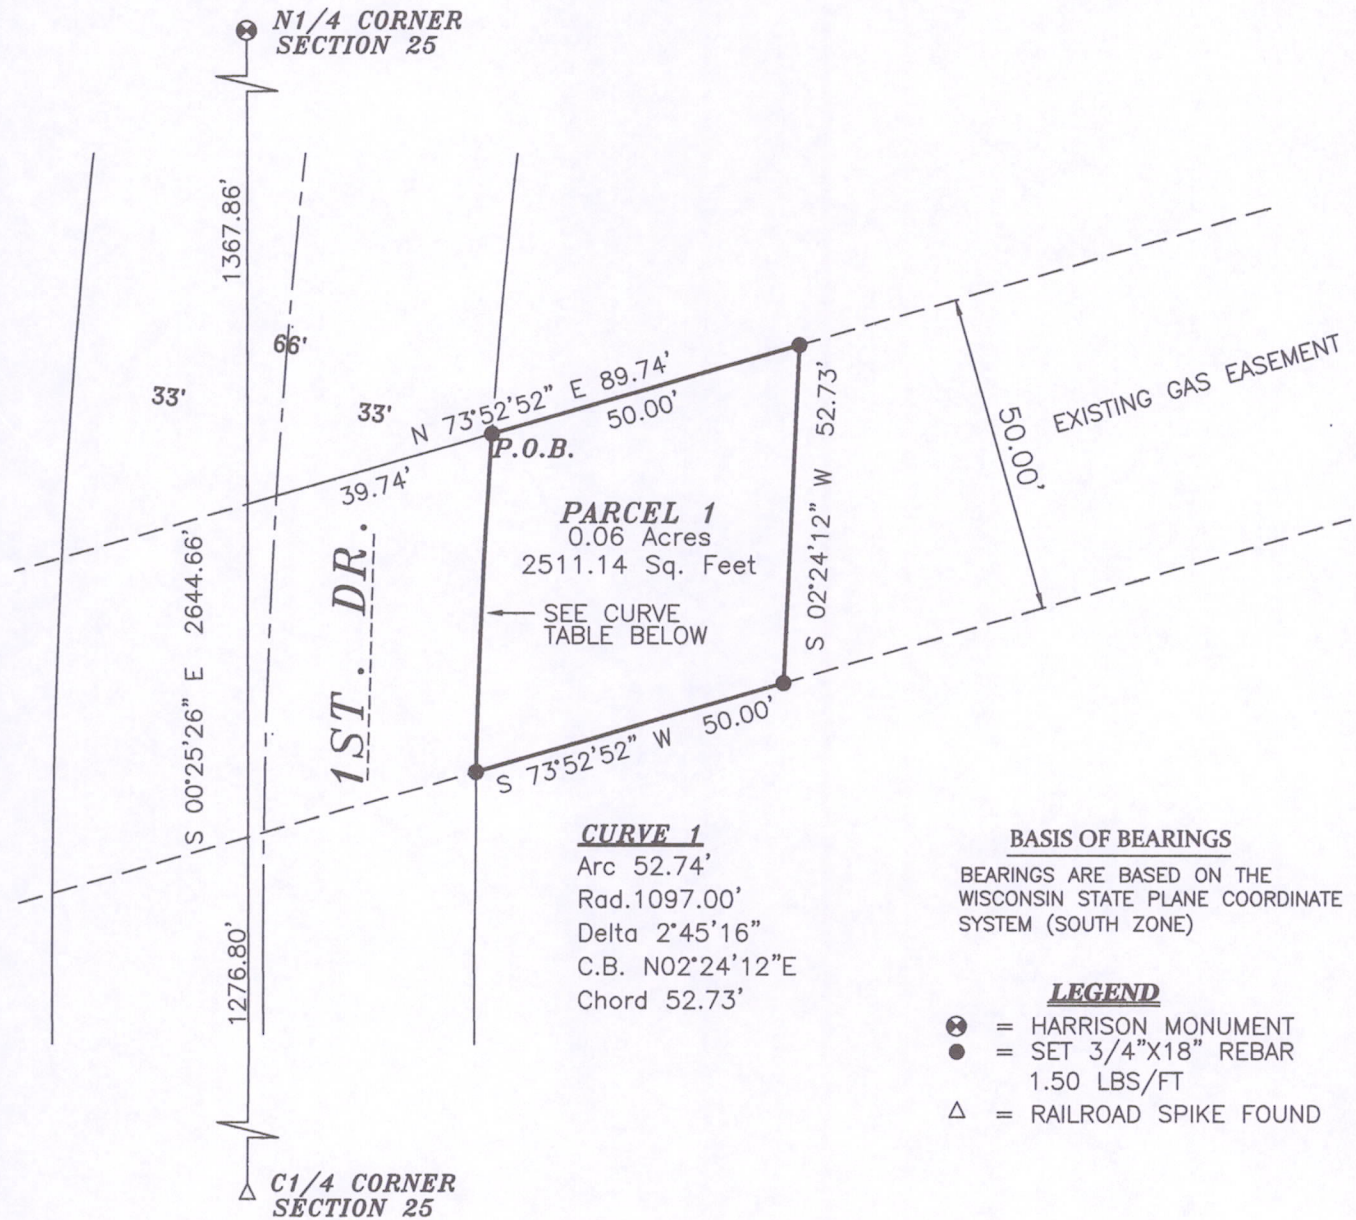 N1/4 CORNER
SECTION 25
1367.86'
66'
33'
33'
N 73°52'52" E 89.74'
50.00'
39.74'
P.O.B.
PARCEL 1
0.06 Acres
2511.14 Sq. Feet
SEE CURVE
TABLE BELOW
S 02°24'12" W 52.73'
50.00'
EXISTING GAS EASEMENT
1ST. DR.
S 00°25'26" E 2644.66'
S 73°52'52" W 50.00'
1276.80'
CURVE 1
Arc 52.74'
Rad.1097.00'
Delta 2°45'16"
C.B. N02°24'12"E
Chord 52.73'
BASIS OF BEARINGS
BEARINGS ARE BASED ON THE
WISCONSIN STATE PLANE COORDINATE
SYSTEM (SOUTH ZONE)
LEGEND
= HARRISON MONUMENT
= SET 3/4"X18" REBAR
1.50 LBS/FT
= RAILROAD SPIKE FOUND
C1/4 CORNER
SECTION 25